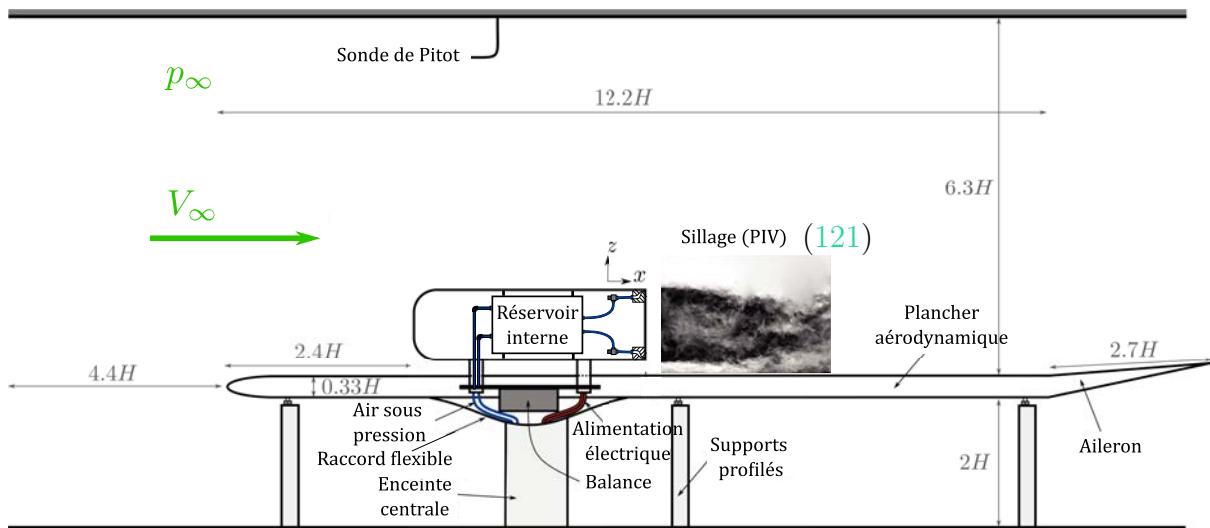 Sonde de Pitot
p∞
12.2H
6.3H
V∞
Sillage (PIV) (121)
z
x
Réservoir
interne
Plancher
aérodynamique
2.4H
2.7H
4.4H
0.33H
Air sous
pression
Raccord flexible
Enceinte
centrale
Alimentation
électrique
Balance
Supports
profilés
2H
Aileron